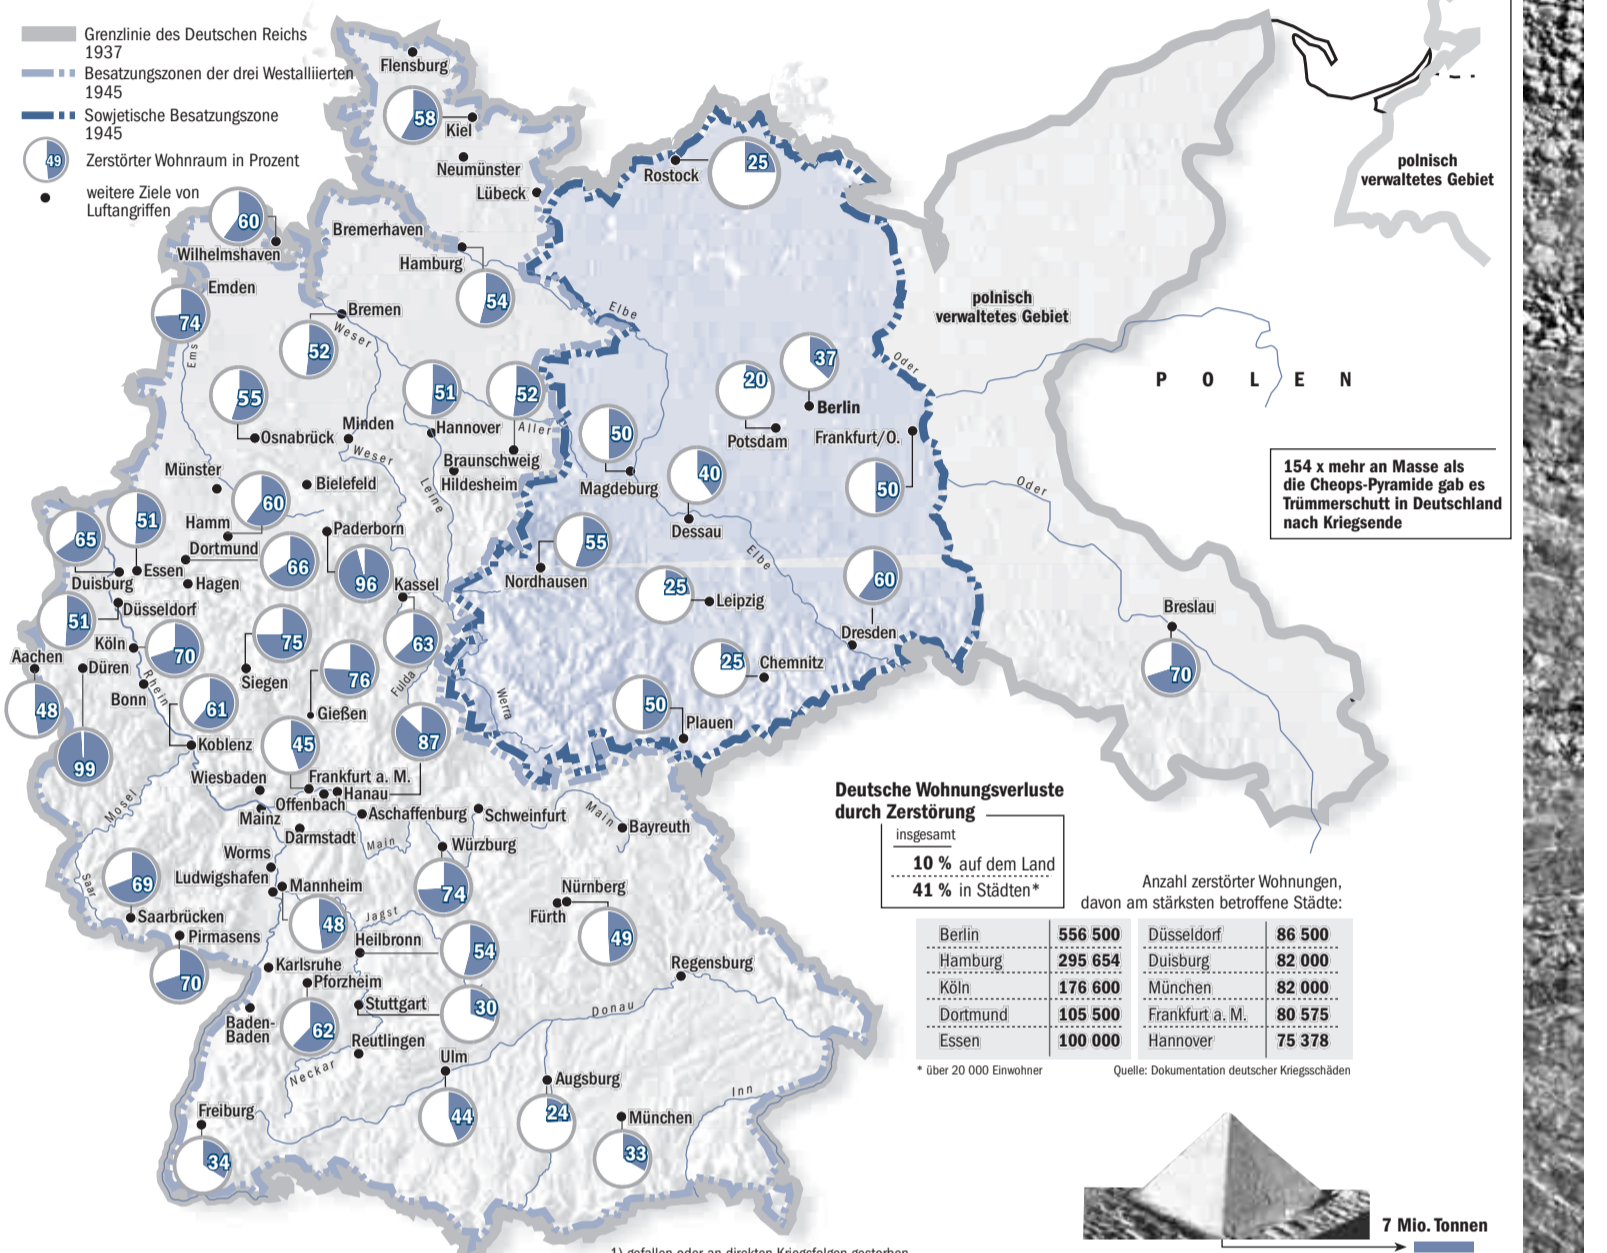 Grenzlinie des Deutschen Reichs
1937
Besatzungszonen der drei Westalliierten
1945
Sowjetische Besatzungszone
1945
49
Zerstörter Wohnraum in Prozent
weitere Ziele von
Luftangriffen
Flensburg
58
Kiel
Neumünster
Lübeck
60
Wilhelmshaven
Bremerhaven
Hamburg
54
Emden
74
Bremen
52
Weser
Ems
Elbe
Rostock
25
polnisch
verwaltetes Gebiet
polnisch
verwaltetes Gebiet
P O L E N
Oder
Oder
55
Osnabrück
Minden
Weser
51
Hannover
52
Aller
Braunschweig
Hildesheim
Leine
50
Magdeburg
20
Potsdam
37
Berlin
Frankfurt/O.
50
40
Dessau
Elbe
Münster
Bielefeld
60
Hamm
65
51
Dortmund
66
Paderborn
96
Duisburg
Essen
Hagen
Kassel
63
55
Nordhausen
25
Leipzig
60
Dresden
51
Düsseldorf
Köln
70
75
Siegen
76
Gießen
Fulda
Werra
25
Chemnitz
50
Plauen
Breslau
70
Aachen
48
Düren
99
Bonn
Rhein
61
Koblenz
45
87
Wiesbaden
Frankfurt a. M.
Hanau
Offenbach
Mainz
Aschaffenburg
Schweinfurt
Main
Bayreuth
Mosel
Darmstadt
Main
Würzburg
74
Worms
Ludwigshafen
Mannheim
48
Saar
69
Saarbrücken
Pirmasens
70
Jagst
Heilbronn
54
Nürnberg
Fürth
49
Karlsruhe
Pforzheim
62
Stuttgart
30
Regensburg
Donau
Baden-
Baden
Reutlingen
Neckar
Ulm
44
Augsburg
24
Inn
München
33
Freiburg
34
154 x mehr an Masse als
die Cheops-Pyramide gab es
Trümmerschutt in Deutschland
nach Kriegsende
Deutsche Wohnungsverluste
durch Zerstörung
insgesamt
10 % auf dem Land
41 % in Städten*
Anzahl zerstörter Wohnungen,
davon am stärksten betroffene Städte:
Berlin 556 500 Düsseldorf 86 500
Hamburg 295 654 Duisburg 82 000
Köln 176 600 München 82 000
Dortmund 105 500 Frankfurt a. M. 80 575
Essen 100 000 Hannover 75 378
* über 20 000 Einwohner
Quelle: Dokumentation deutscher Kriegsschäden
7 Mio. Tonnen
1) gefallen oder an direkten Kriegsfolgen gestorben